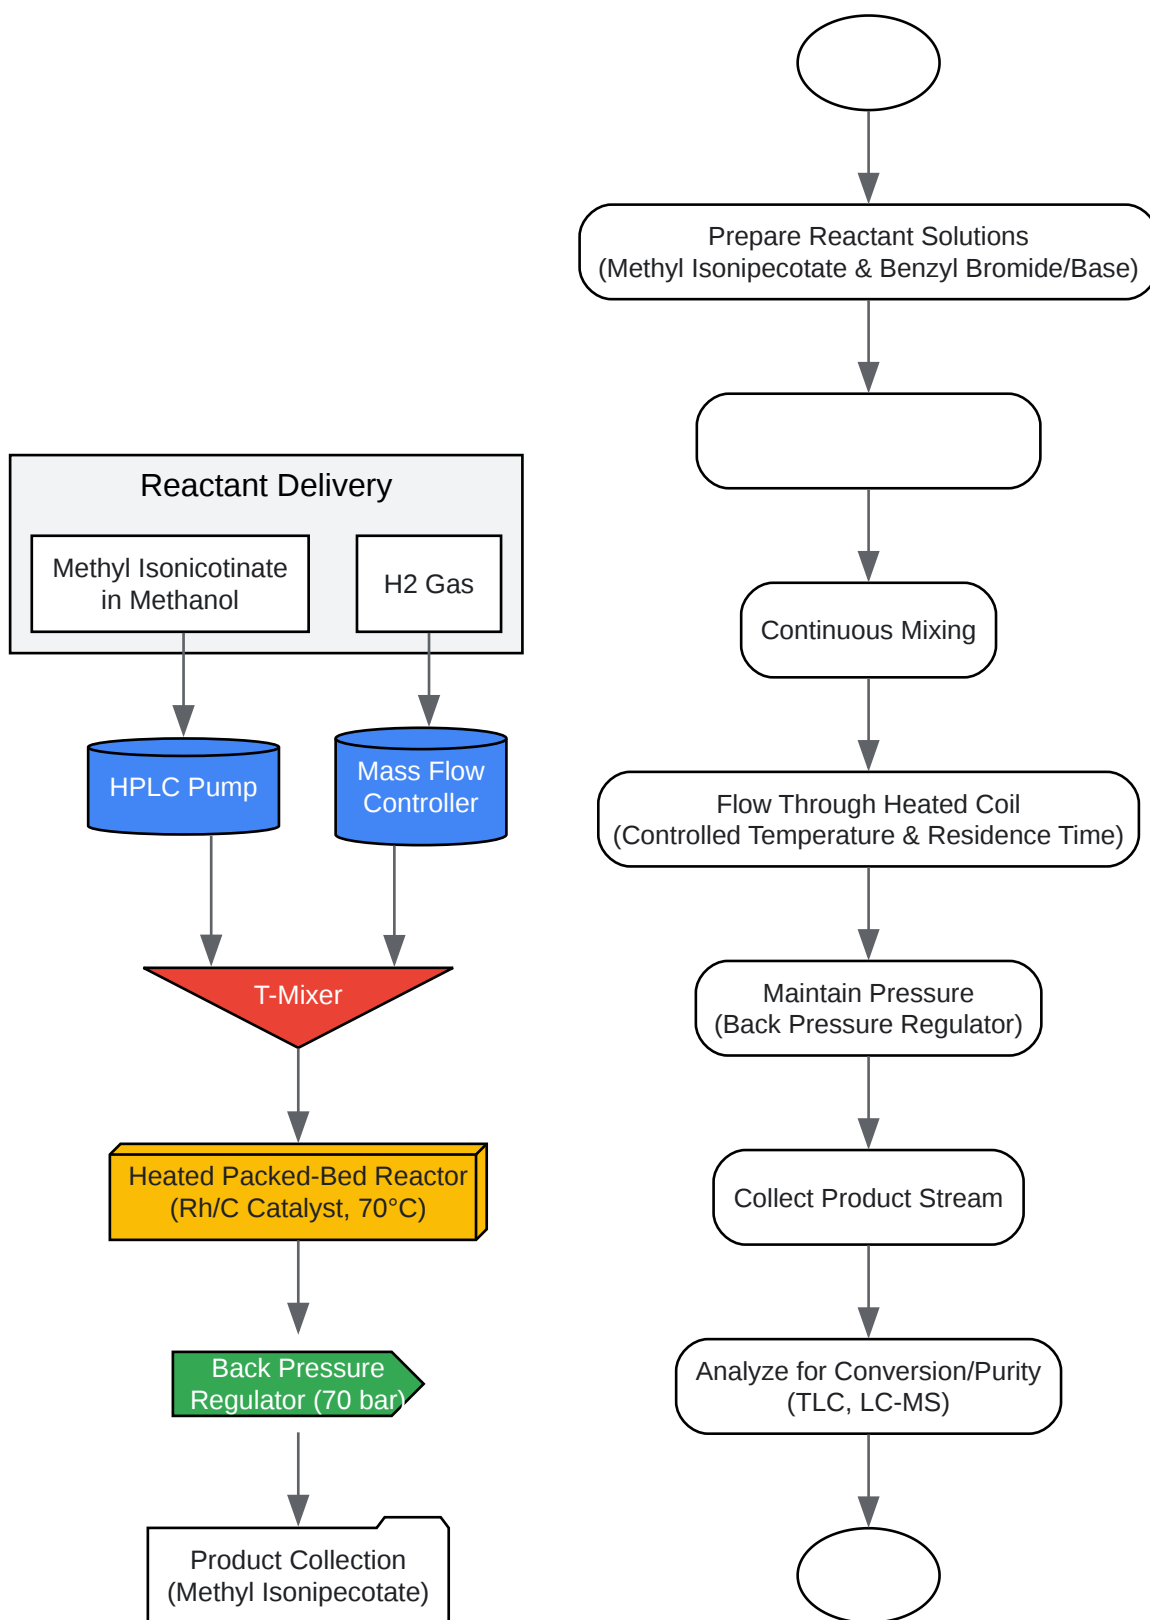 Reactant Delivery
Methyl Isonicotinate
in Methanol
H2 Gas
HPLC Pump
Mass Flow
Controller
T-Mixer
Heated Packed-Bed Reactor
(Rh/C Catalyst, 70°C)
Back Pressure
Regulator (70 bar)
Product Collection
(Methyl Isonipecotate)
Prepare Reactant Solutions
(Methyl Isonipecotate & Benzyl Bromide/Base)
Continuous Mixing
Flow Through Heated Coil
(Controlled Temperature & Residence Time)
Maintain Pressure
(Back Pressure Regulator)
Collect Product Stream
Analyze for Conversion/Purity
(TLC, LC-MS)